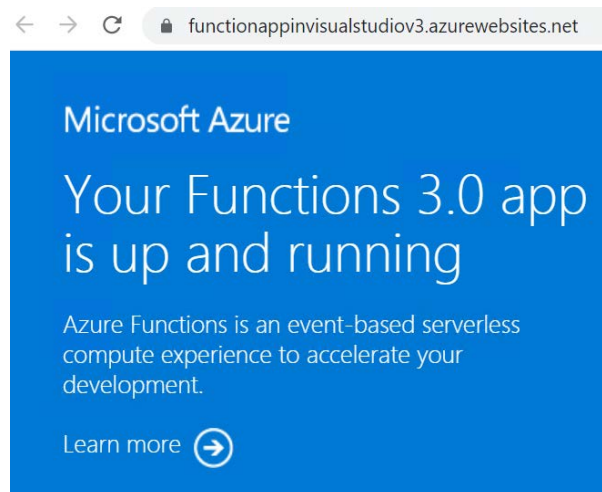 functionappinvisualstudiov3.azurewebsites.net
Microsoft Azure
Your Functions 3.0 app
is up and running
Azure Functions is an event-based serverless
compute experience to accelerate your
development.
Learn more